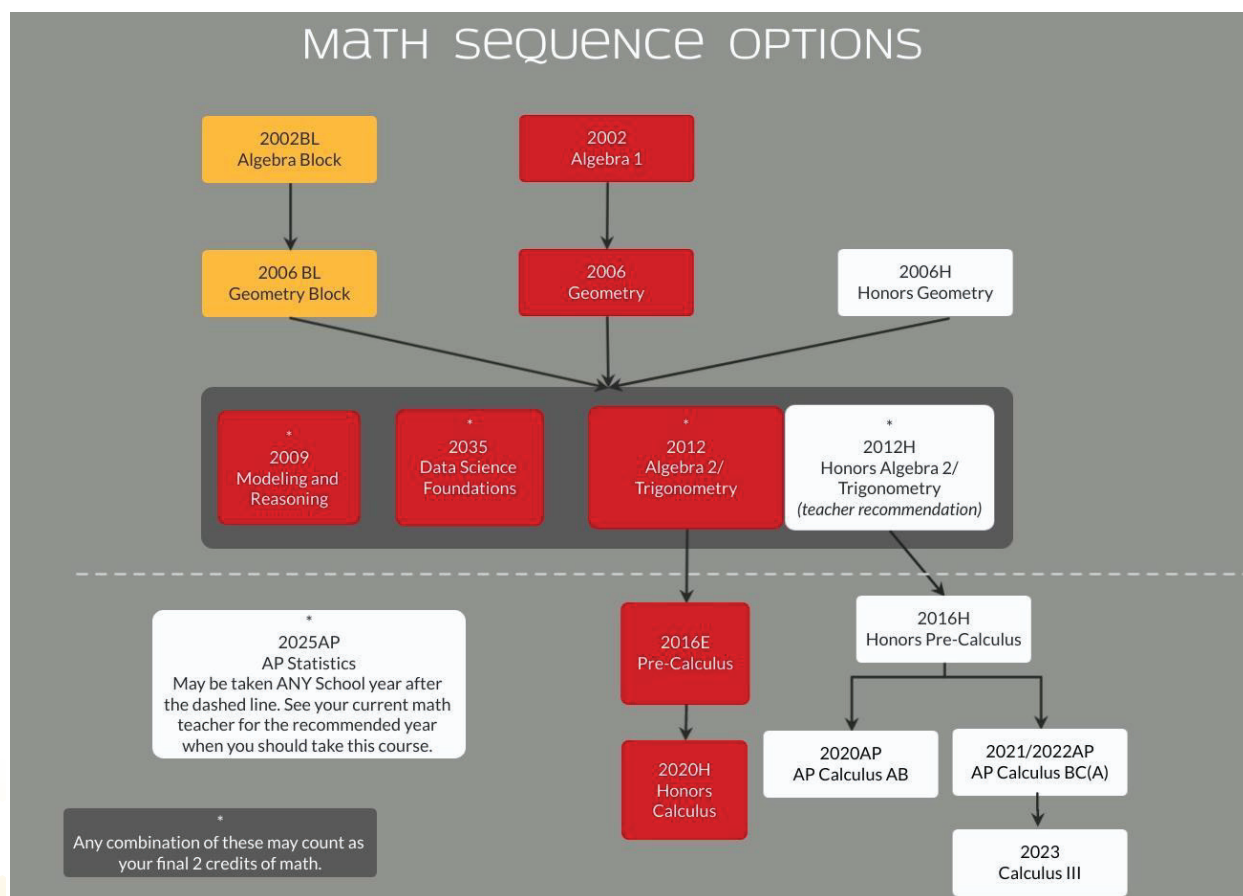 MaTH SEQUENCE OPTIONS
2002BL
Algebra Block
2002
Algebra 1
2006 BL
Geometry Block
2006
Geometry
2006H
Honors Geometry
*
2009
Modeling and
Reasoning
*
2035
Data Science
Foundations
*
2012
Algebra 2/
Trigonometry
*
2012H
Honors Algebra 2/
Trigonometry
(teacher recommendation)
*
2025AP
AP Statistics
May be taken ANY School year after
the dashed line. See your current math
teacher for the recommended year
when you should take this course.
2016E
Pre-Calculus
2016H
Honors Pre-Calculus
2020H
Honors
Calculus
2020AP
AP Calculus AB
2021/2022AP
AP Calculus BC(A)
2023
Calculus III
*
Any combination of these may count as
your final 2 credits of math.